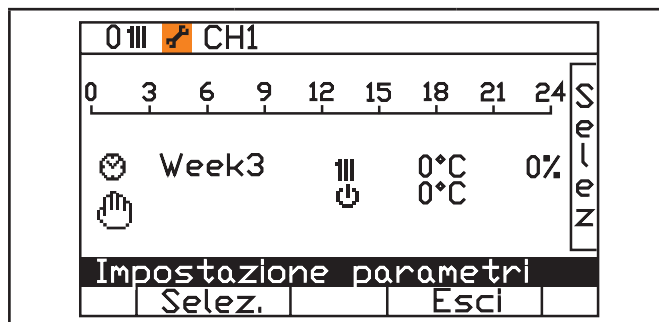 0 CH1
0 3 6 9 12 15 18 21 24
Week3 0°C 0%
0°C
Selez
Impostazione parametri
Selez. Esci